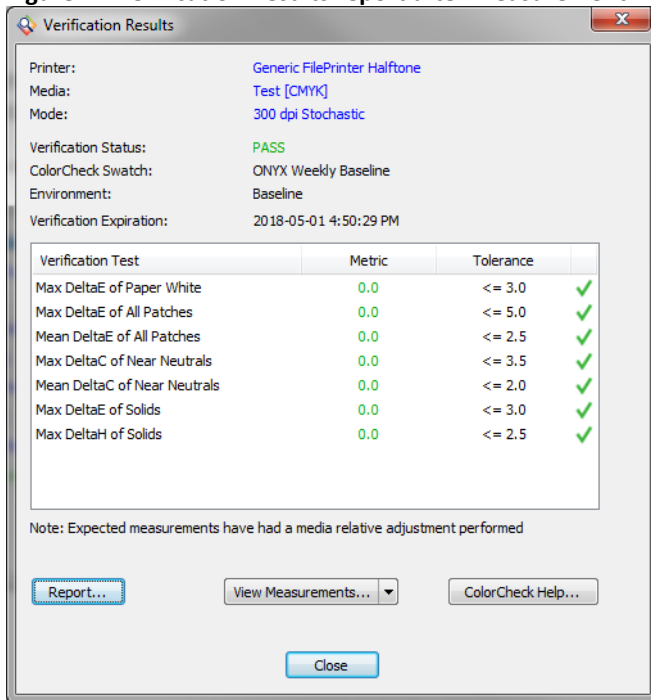 Verification Results
Printer: Generic FilePrinter Halftone
Media: Test [CMYK]
Mode: 300 dpi Stochastic
Verification Status: PASS
ColorCheck Swatch: ONYX Weekly Baseline
Environment: Baseline
Verification Expiration: 2018-05-01 4:50:29 PM
Verification Test Metric Tolerance
Max DeltaE of Paper White 0.0 <= 3.0
Max DeltaE of All Patches 0.0 <= 5.0
Mean DeltaE of All Patches 0.0 <= 2.5
Max DeltaC of Near Neutrals 0.0 <= 3.5
Mean DeltaC of Near Neutrals 0.0 <= 2.0
Max DeltaE of Solids 0.0 <= 3.0
Max DeltaH of Solids 0.0 <= 2.5
Note: Expected measurements have had a media relative adjustment performed
Report... View Measurements... ColorCheck Help...
Close